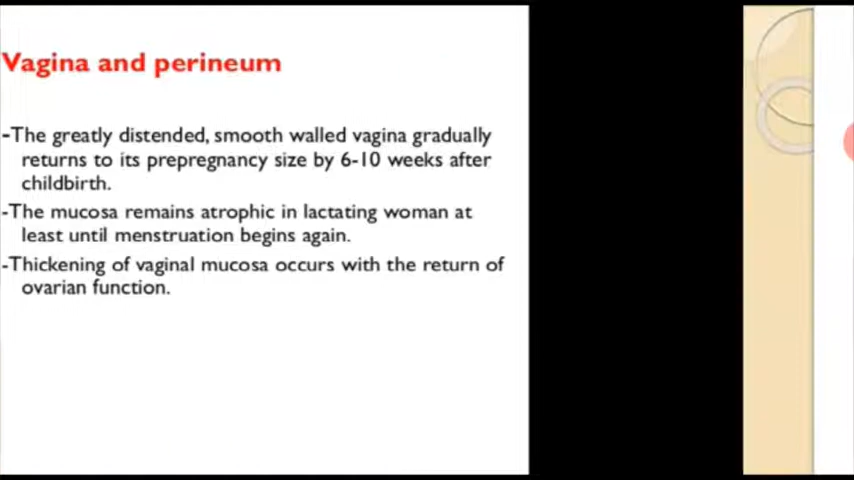 Vagina and perineum
-The greatly distended, smooth walled vagina gradually
returns to its prepregnancy size by 6-10 weeks after
childbirth.
-The mucosa remains atrophic in lactating woman at
least until menstruation begins again.
-Thickening of vaginal mucosa occurs with the return of
ovarian function.